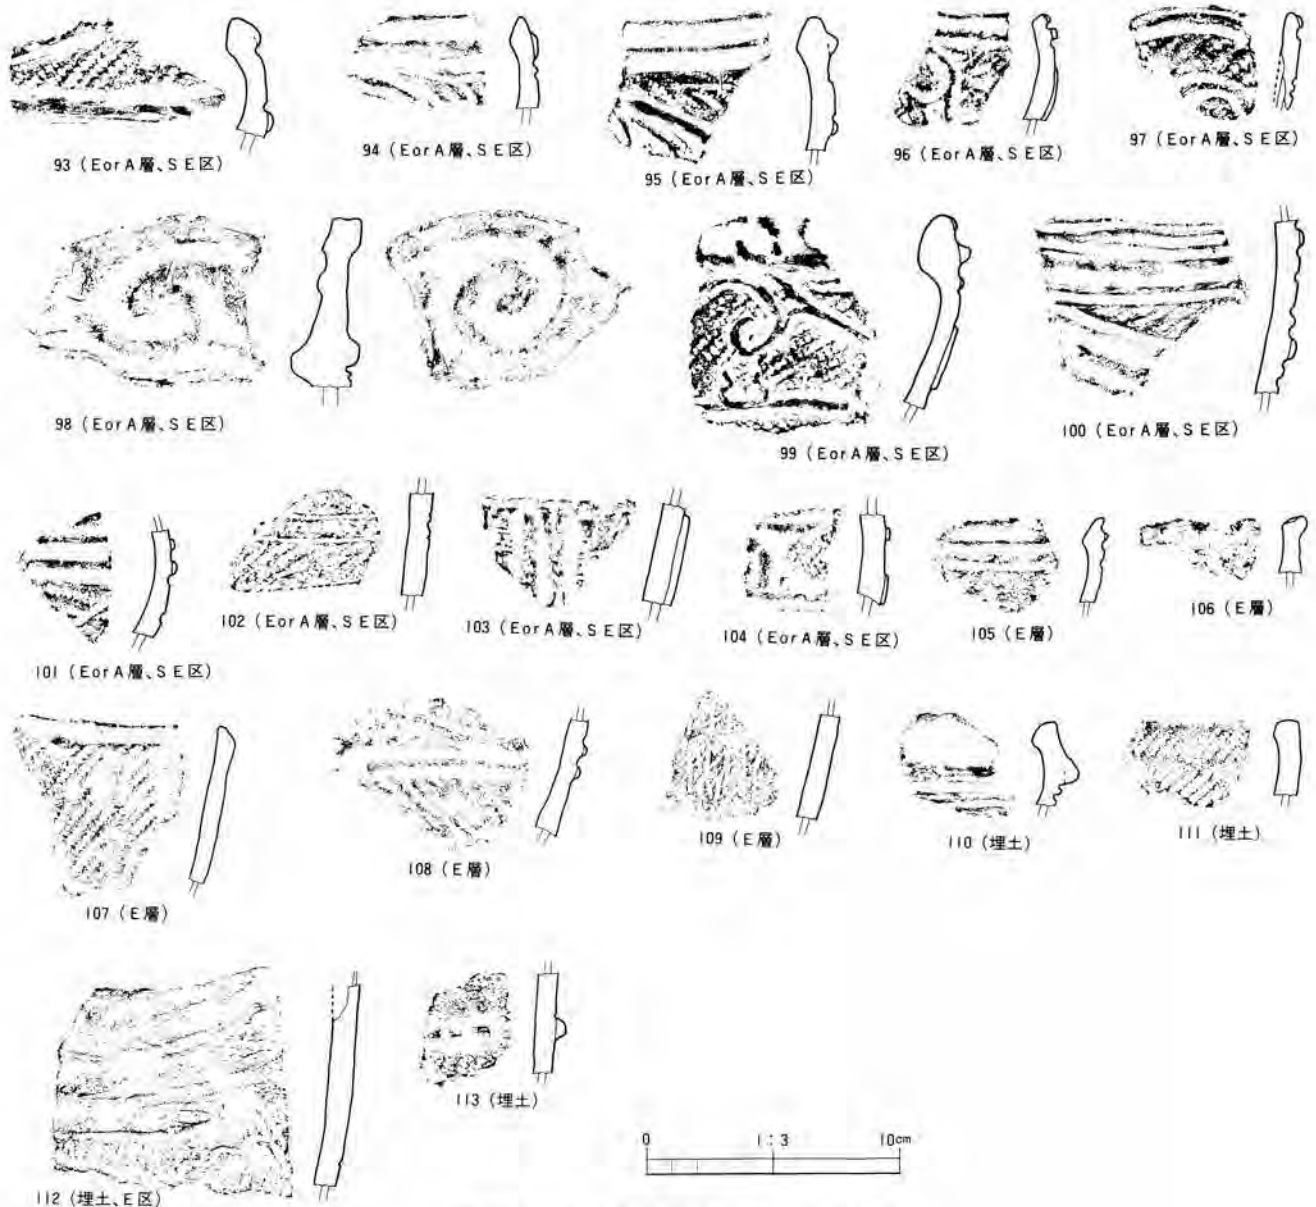 93 (EorA層、SE区)
94 (EorA層、SE区)
95 (EorA層、SE区)
96 (EorA層、SE区)
97 (EorA層、SE区)
98 (EorA層、SE区)
99 (EorA層、SE区)
100 (EorA層、SE区)
101 (EorA層、SE区)
102 (EorA層、SE区)
103 (EorA層、SE区)
104 (EorA層、SE区)
105 (E層)
106 (E層)
107 (E層)
108 (E層)
109 (E層)
110 (埋土)
111 (埋土)
112 (埋土、E区)
113 (埋土)
0 1:3 10cm